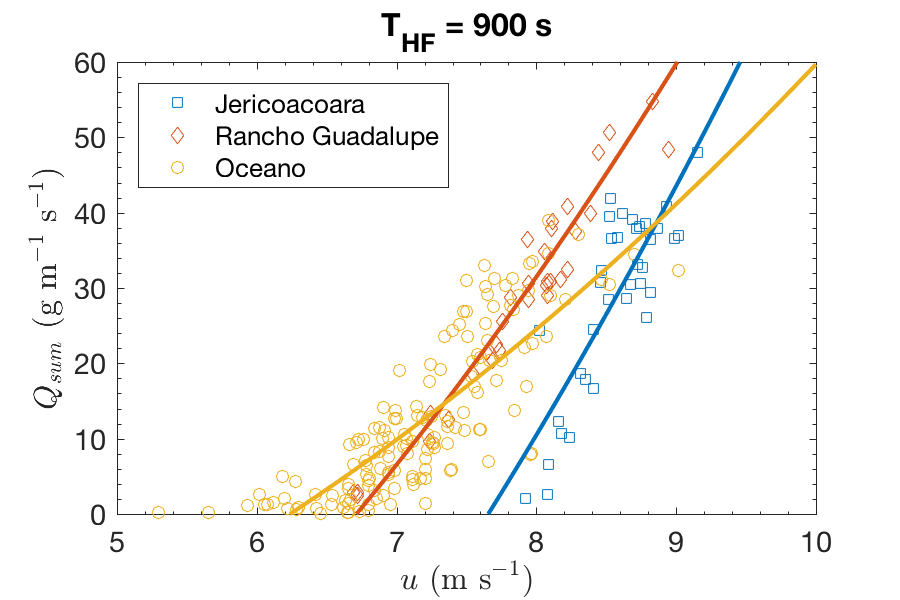 T_HF = 900 s
60
50
40
30
20
10
0
Q_sum (g m⁻¹ s⁻¹)
Jericoacoara
Rancho Guadalupe
Oceano
5 6 7 8 9 10
u (m s⁻¹)